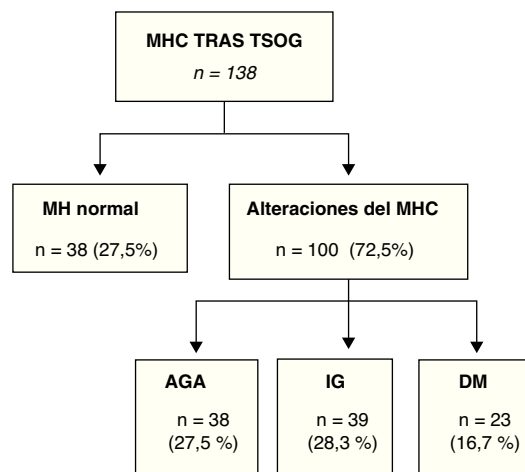 MHC TRAS TSOG
n = 138
MH normal
n = 38 (27,5%)
Alteraciones del MHC
n = 100 (72,5%)
AGA
n = 38
(27,5 %)
IG
n = 39
(28,3 %)
DM
n = 23
(16,7 %)